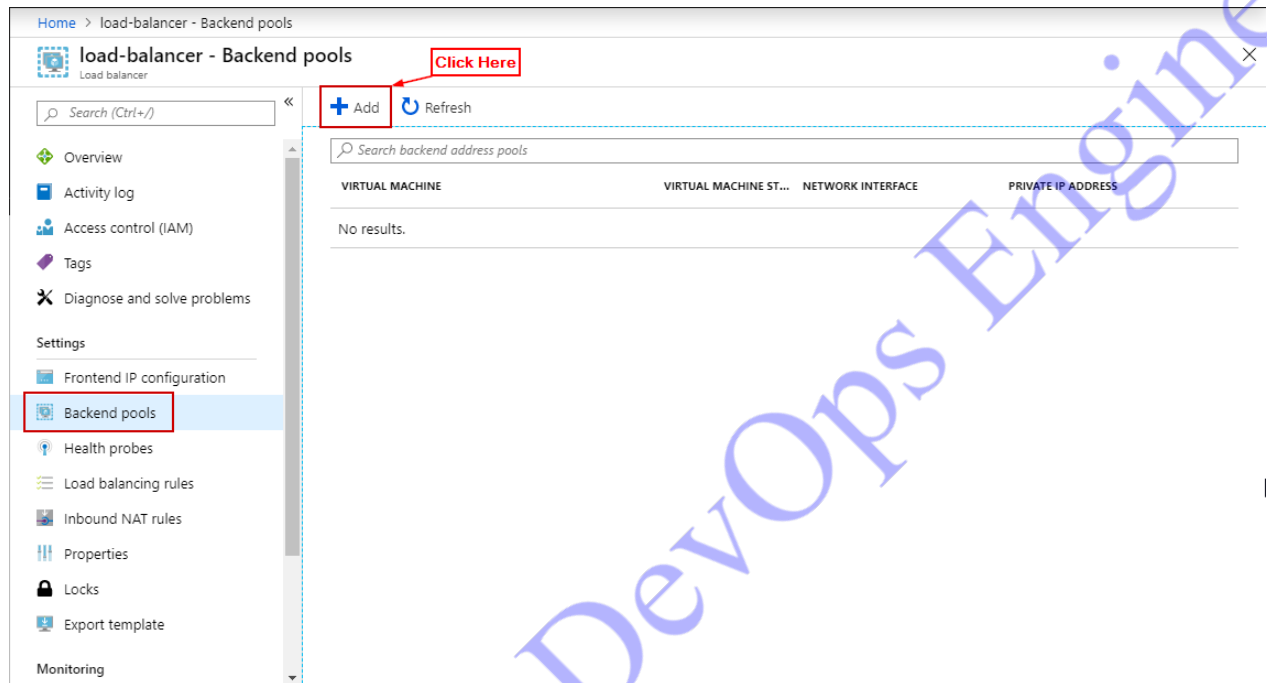 Home > load-balancer - Backend pools
load-balancer - Backend pools
Load balancer
Click Here
Search (Ctrl+/)
«
Add
Refresh
Overview
Activity log
Access control (IAM)
Tags
Diagnose and solve problems
Settings
Frontend IP configuration
Backend pools
Health probes
Load balancing rules
Inbound NAT rules
Properties
Locks
Export template
Monitoring
Search backend address pools
VIRTUAL MACHINE VIRTUAL MACHINE ST... NETWORK INTERFACE PRIVATE IP ADDRESS
No results.
DevOps Engine